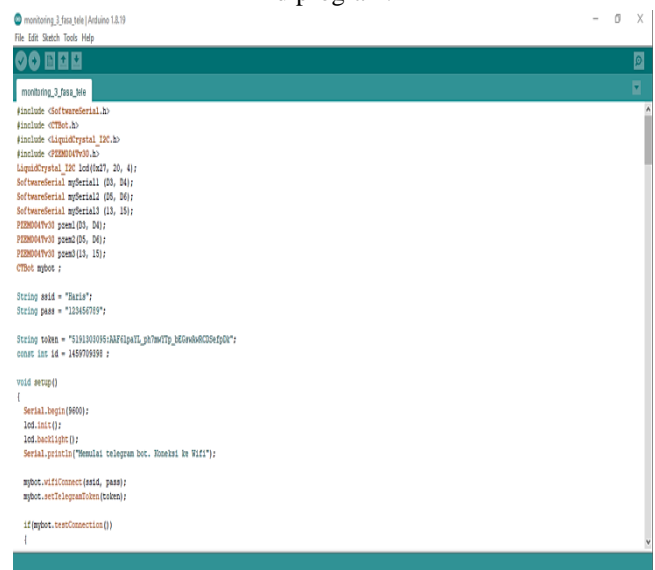 monitoring_3_fasa_tele | Arduino 1.8.19
File Edit Sketch Tools Help
monitoring_3_fasa_tele
#include <SoftwareSerial.h>
#include <CTBot.h>
#include <LiquidCrystal_I2C.h>
#include <PZEM004Tv30.h>
LiquidCrystal_I2C lcd(0x27, 20, 4);
SoftwareSerial mySerial1 (D3, D4);
SoftwareSerial mySerial2 (D5, D6);
SoftwareSerial mySerial3 (13, 15);
PZEM004Tv30 pzem1(D3, D4);
PZEM004Tv30 pzem2(D5, D6);
PZEM004Tv30 pzem3(13, 15);
CTBot mybot ;
String ssid = "Baris";
String pass = "123456789";
String token =
const int id = 1459709398 ;
void setup()
{
Serial.begin(9600);
lcd.init();
lcd.backlight();
Serial.println("Memulai telegram bot. Koneksi ke Wifi");
mybot.wifiConnect(ssid, pass);
mybot.setTelegramToken(token);
if(mybot.testConnection())
{